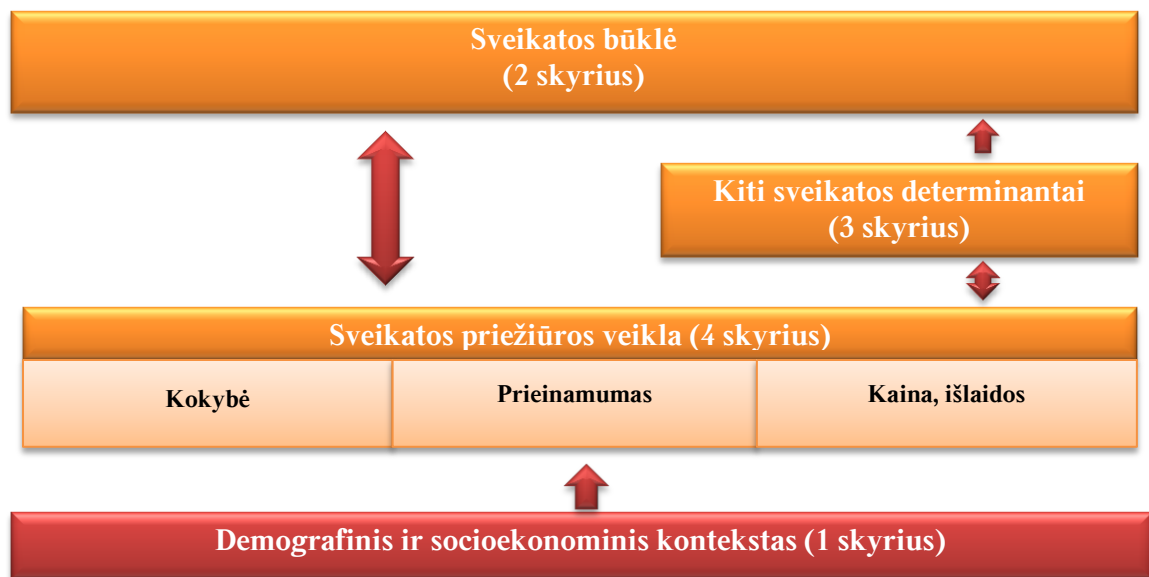 Sveikatos būklė
(2 skyrius)
Kiti sveikatos determinantai
(3 skyrius)
Sveikatos priežiūros veikla (4 skyrius)
Kokybė
Prieinamumas
Kaina, išlaidos
Demografinis ir socioekonominis kontekstas (1 skyrius)